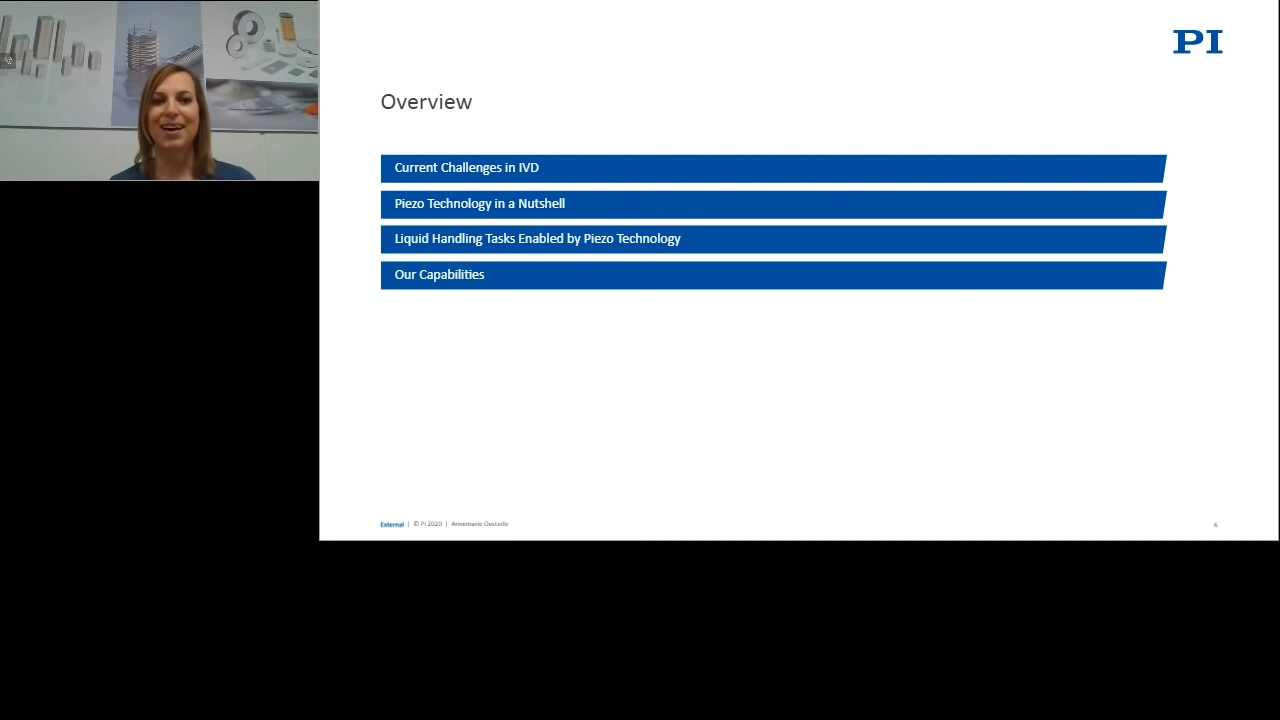 PI
Overview
Current Challenges in IVD
Piezo Technology in a Nutshell
Liquid Handling Tasks Enabled by Piezo Technology
Our Capabilities
External | © PI 2020 | Annemarie Oesterle
6